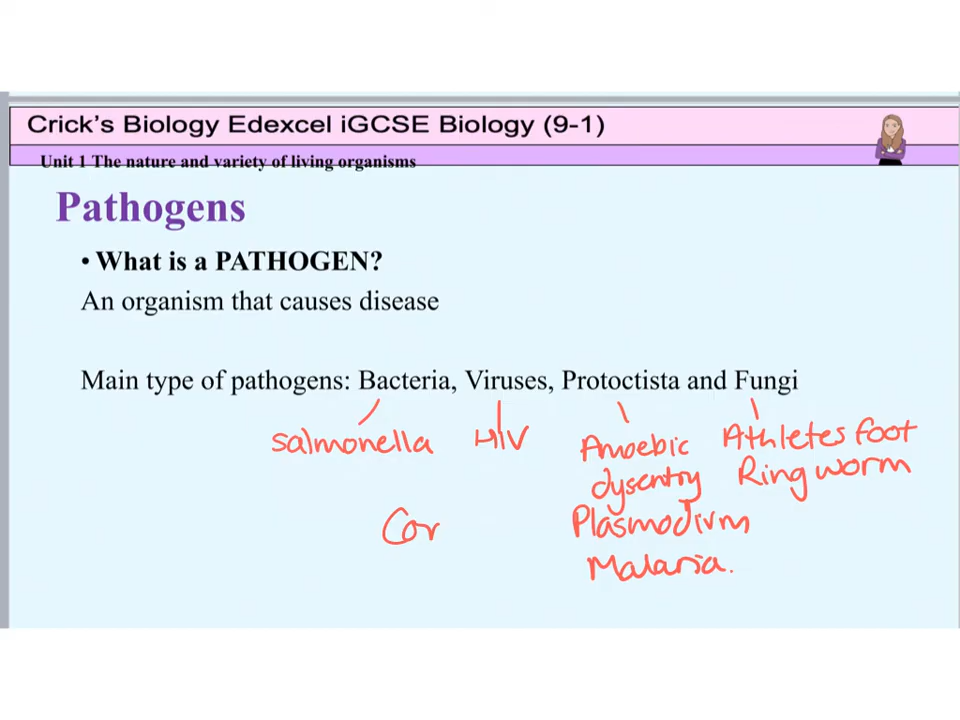 Crick's Biology Edexcel iGCSE Biology (9-1)
Unit 1 The nature and variety of living organisms
Pathogens
• What is a PATHOGEN?
An organism that causes disease
Main type of pathogens: Bacteria, Viruses, Protoctista and Fungi
Salmonella HIV Amoebic Athletes foot
dysentry Ring worm
Cor Plasmodium
Malaria.